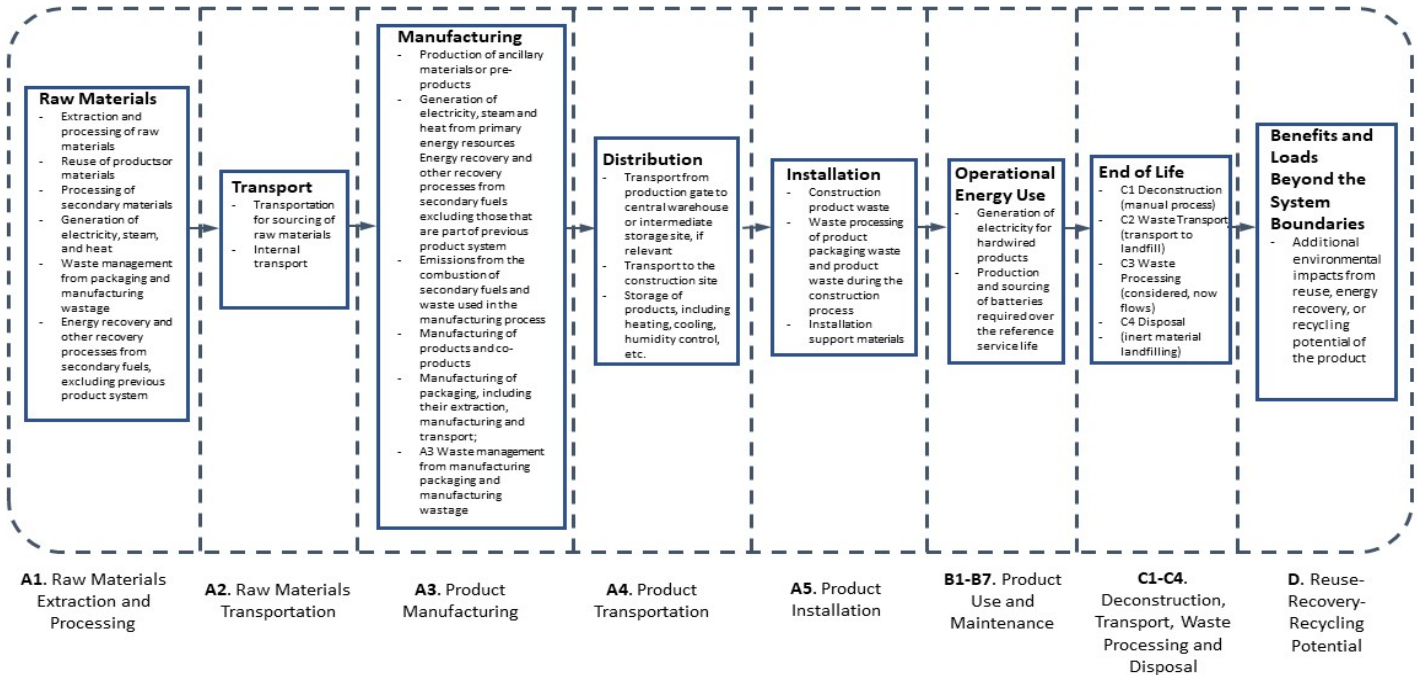 Raw Materials
- Extraction and
processing of raw
materials
- Reuse of productsor
materials
- Processing of
secondary materials
- Generation of
electricity, steam,
and heat
- Waste management
from packaging and
manufacturing
wastage
- Energy recovery and
other recovery
processes from
secondary fuels,
excluding previous
product system
Transport
- Transportation
for sourcing of
raw materials
- Internal
transport
Manufacturing
- Production of ancillary
materials or pre-
products
- Generation of
electricity, steam and
heat from primary
energy resources
Energy recovery and
other recovery
processes from
secondary fuels
excluding those that
are part of previous
product system
- Emissions from the
combustion of
secondary fuels and
waste used in the
manufacturing process
- Manufacturing of
products and co-
products
- Manufacturing of
packaging, including
their extraction,
manufacturing and
transport;
- A3 Waste management
from manufacturing
packaging and
manufacturing
wastage
Distribution
- Transport from
production gate to
central warehouse
or intermediate
storage site, if
relevant
- Transport to the
construction site
- Storage of
products, including
heating, cooling,
humidity control,
etc.
Installation
- Construction
product waste
- Waste processing
of product
packaging waste
and product
waste during the
construction
process
- Installation
support materials
Operational
Energy Use
- Generation of
electricity for
hardwired
products
- Production
and sourcing
of batteries
required over
the reference
service life
End of Life
- C1 Deconstruction
- (manual process)
- C2 Waste Transport
- (transport to
landfill)
- C3 Waste
Processing
(considered, now
flows)
- C4 Disposal
- (inert material
landfilling)
Benefits and
Loads
Beyond the
System
Boundaries
- Additional
environmental
impacts from
reuse, energy
recovery, or
recycling
potential of
the product
A1. Raw Materials
Extraction and
Processing
A2. Raw Materials
Transportation
A3. Product
Manufacturing
A4. Product
Transportation
A5. Product
Installation
B1-B7. Product
Use and
Maintenance
C1-C4.
Deconstruction,
Transport, Waste
Processing and
Disposal
D. Reuse-
Recovery-
Recycling
Potential